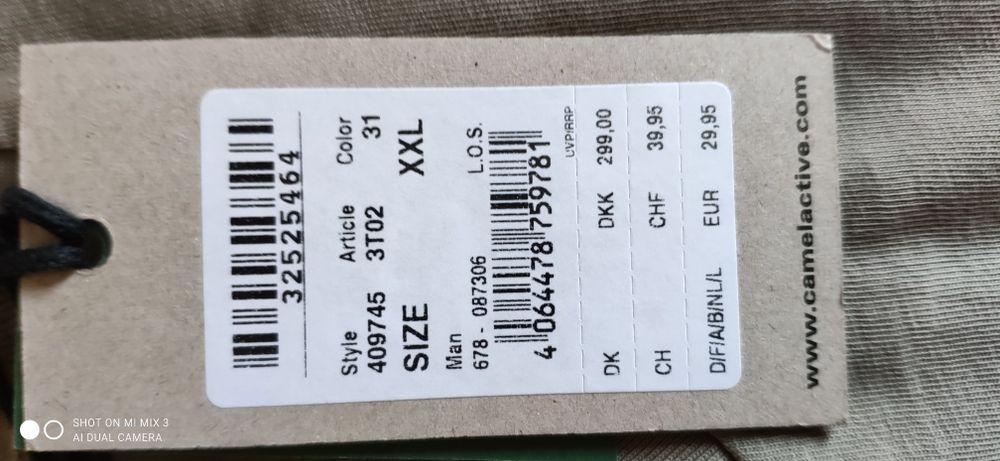 32525464
Style Article Color
409745 3T02 31
SIZE XXL
Man
678 - 087306 L.O.S.
4 064478 759781
UVP/RRP
DK DKK 299,00
CH CHF 39,95
D/F/A/B/NL/L EUR 29,95
www.camelactive.com
SHOT ON MI MIX 3
AI DUAL CAMERA